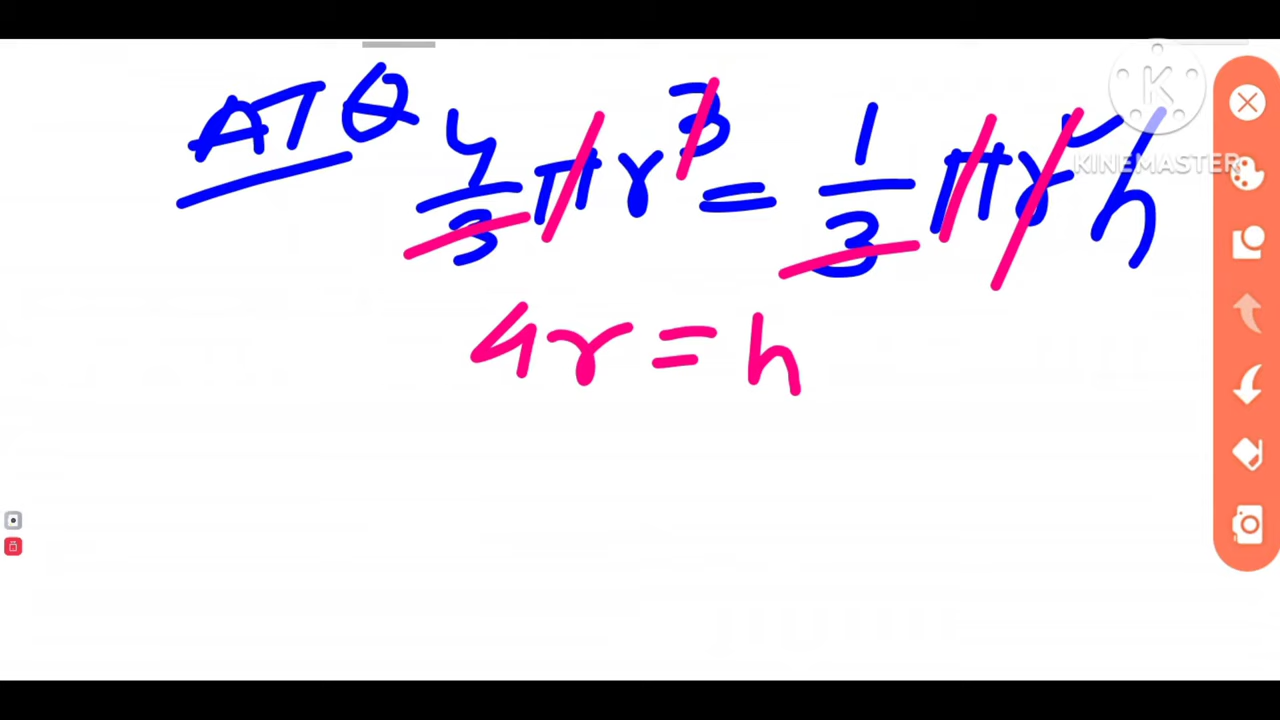 ATQ 4/3 πr³ = 1/3 πr²h
KINEMASTER
4r = h